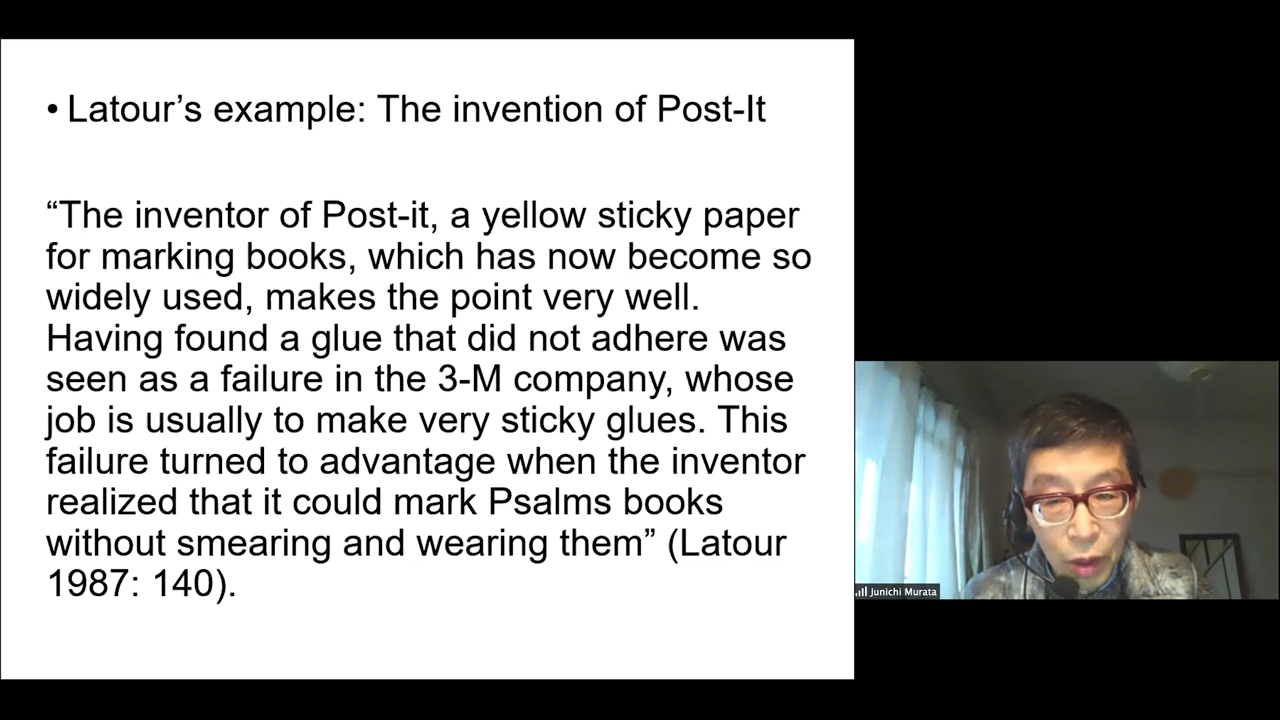 • Latour’s example: The invention of Post-It
“The inventor of Post-it, a yellow sticky paper
for marking books, which has now become so
widely used, makes the point very well.
Having found a glue that did not adhere was
seen as a failure in the 3-M company, whose
job is usually to make very sticky glues. This
failure turned to advantage when the inventor
realized that it could mark Psalms books
without smearing and wearing them” (Latour
1987: 140).
Junichi Murata